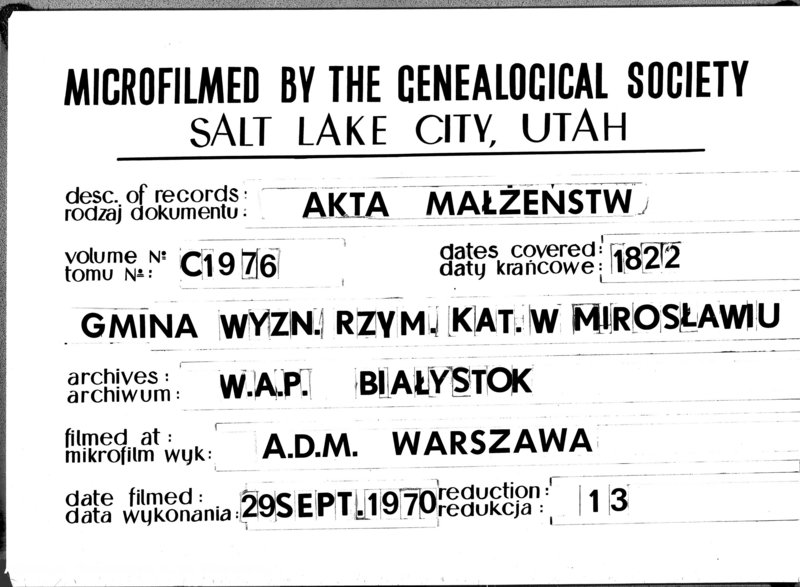 MICROFILMED BY THE GENEALOGICAL SOCIETY
SALT LAKE CITY, UTAH
desc. of records:
rodzaj dokumentu:
AKTA MAŁŻEŃSTW
volume №
tomu №:
C1976
dates covered:
daty krańcowe:
1822
GMINA WYZN. RZYM. KAT. W MIROSŁAWIU
archives:
archiwum:
W.A.P. BIAŁYSTOK
filmed at:
mikrofilm wyk:
A.D.M. WARSZAWA
date filmed:
data wykonania:
29SEPT.1970
reduction:
redukcja:
13